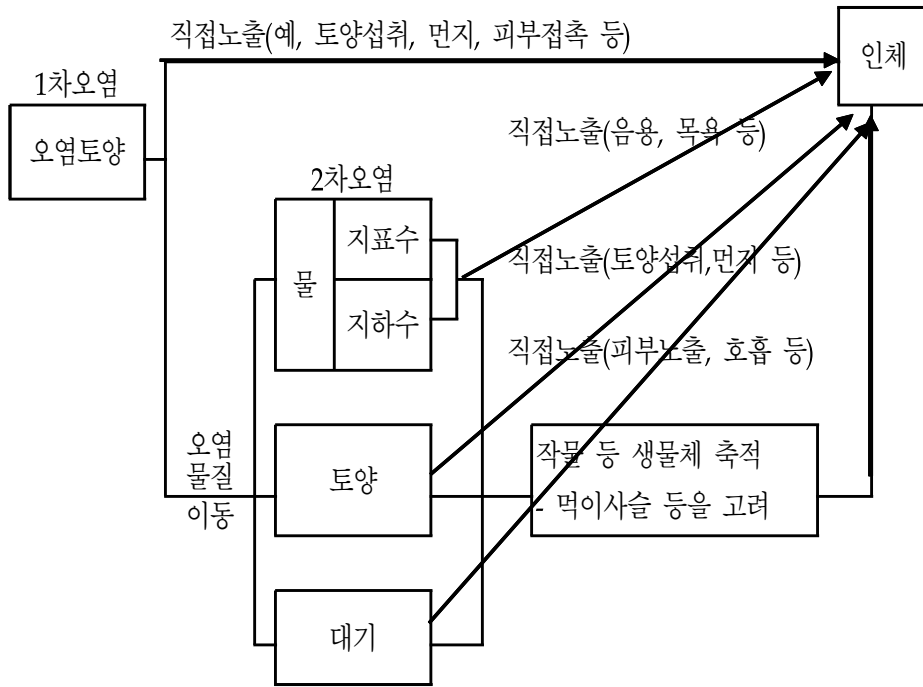 직접노출(예, 토양섭취, 먼지, 피부접촉 등)
인체
1차오염
오염토양
직접노출(음용, 목욕 등)
2차오염
물
지표수
지하수
직접노출(토양섭취,먼지 등)
직접노출(피부노출, 호흡 등)
오염
물질
이동
토양
작물 등 생물체 축적
- 먹이사슬 등을 고려
대기